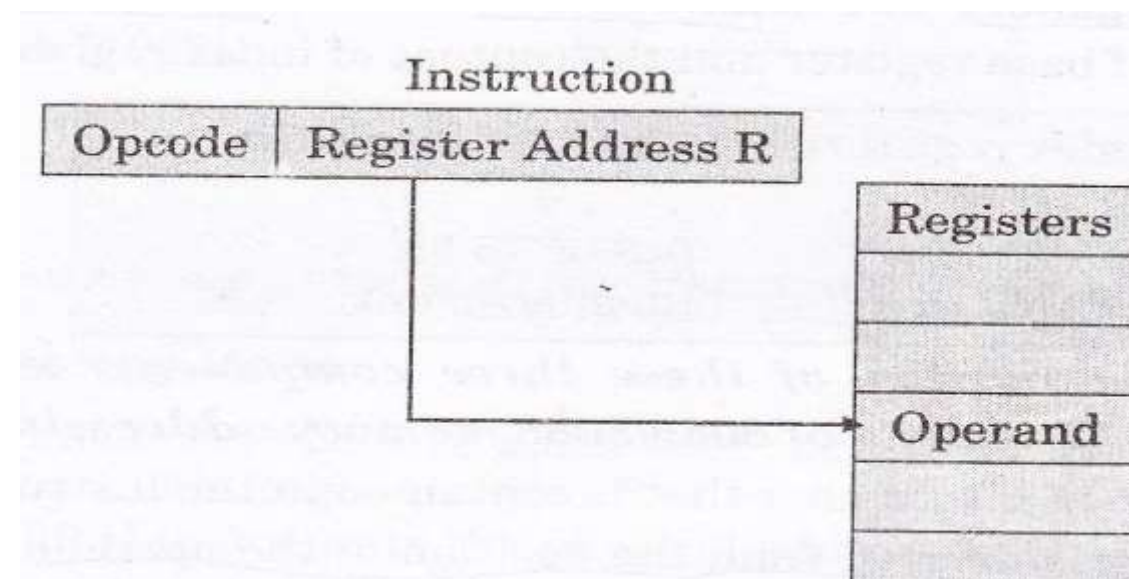 Instruction
Opcode Register Address R
Registers
Operand